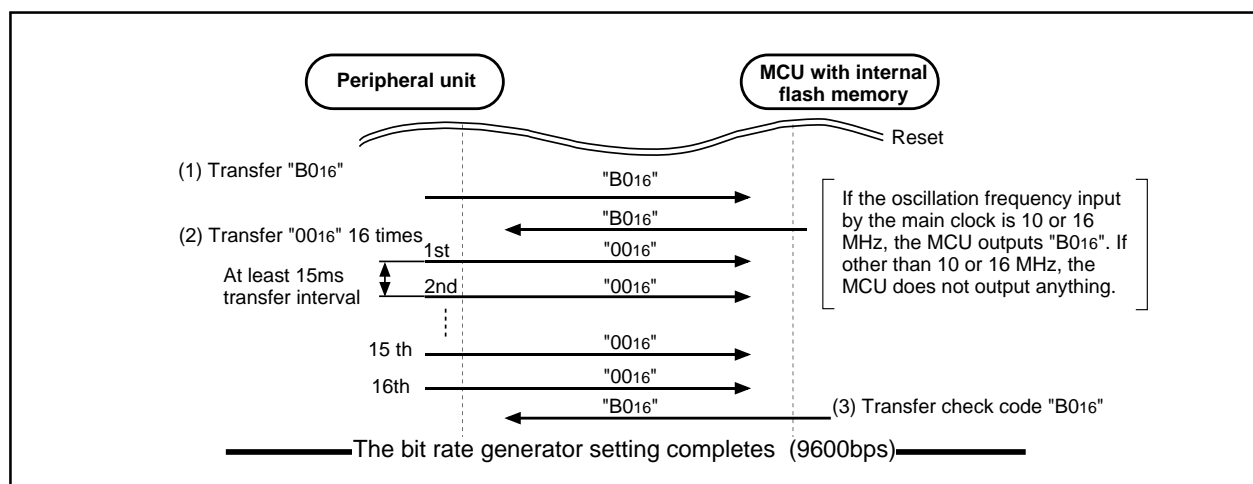 Peripheral unit
MCU with internal
flash memory
Reset
(1) Transfer "B016"
"B016"
"B016"
If the oscillation frequency input
by the main clock is 10 or 16
MHz, the MCU outputs "B016". If
other than 10 or 16 MHz, the
MCU does not output anything.
(2) Transfer "0016" 16 times
1st
"0016"
At least 15ms
transfer interval
2nd
"0016"
15 th
"0016"
16th
"0016"
"B016"
(3) Transfer check code "B016"
The bit rate generator setting completes (9600bps)